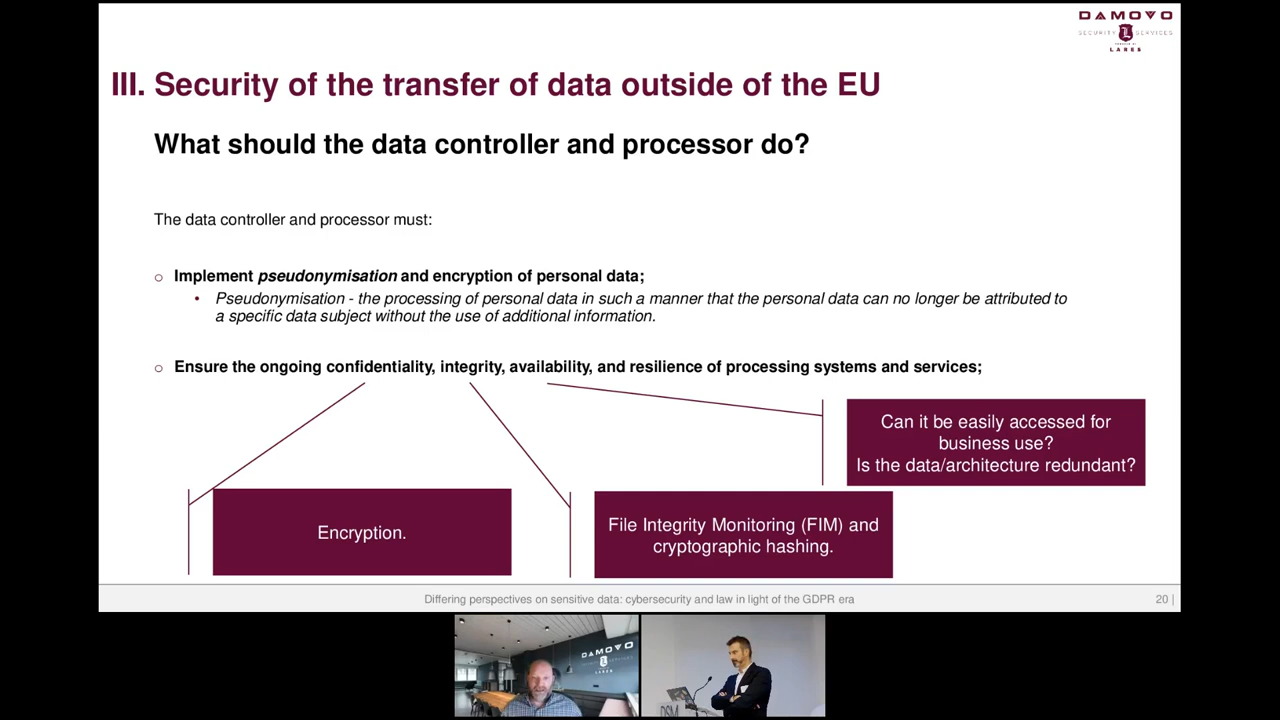 DAMOVO
SECURITY SERVICES
LARES
III. Security of the transfer of data outside of the EU
What should the data controller and processor do?
The data controller and processor must:
Implement pseudonymisation and encryption of personal data;
Pseudonymisation - the processing of personal data in such a manner that the personal data can no longer be attributed to
a specific data subject without the use of additional information.
Ensure the ongoing confidentiality, integrity, availability, and resilience of processing systems and services;
Can it be easily accessed for
business use?
Is the data/architecture redundant?
Encryption.
File Integrity Monitoring (FIM) and
cryptographic hashing.
Differing perspectives on sensitive data: cybersecurity and law in light of the GDPR era
20 |
DAMOVO
LARES
DSM